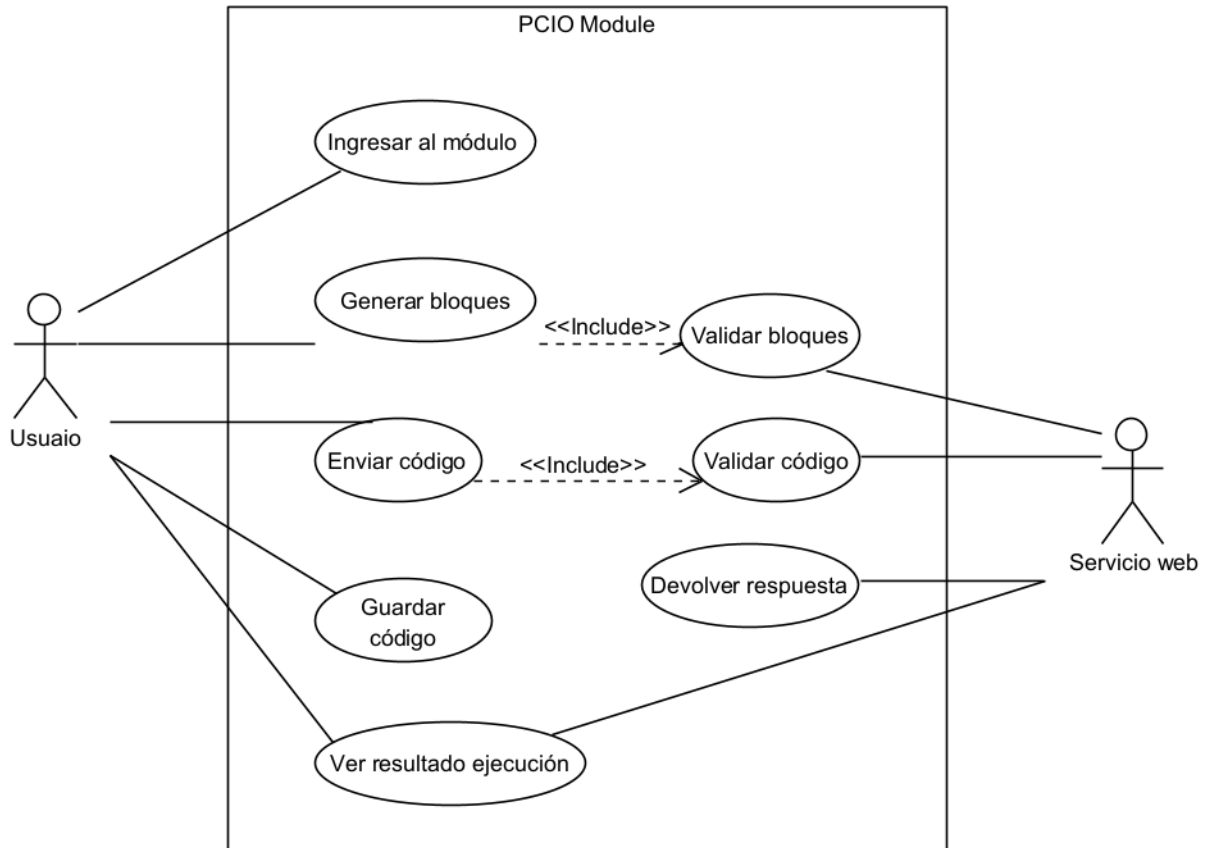 PCIO Module
Ingresar al módulo
Generar bloques
<<Include>>
Validar bloques
Usuaio
Enviar código
<<Include>>
Validar código
Servicio web
Devolver respuesta
Guardar
código
Ver resultado ejecución